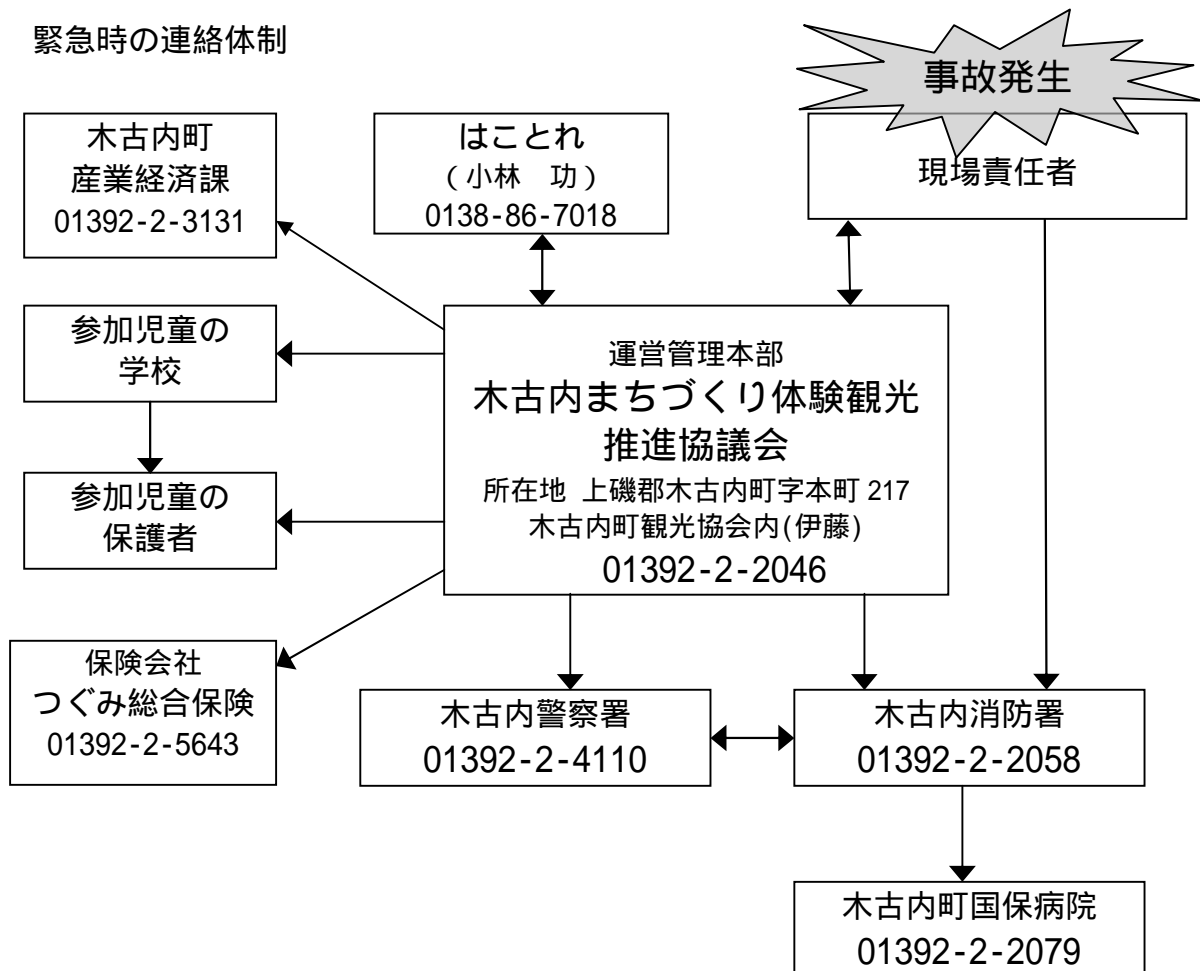 緊急時の連絡体制
事故発生
木古内町
産業経済課
01392-2-3131
はことれ
(小林 功)
0138-86-7018
現場責任者
参加児童の
学校
運営管理本部
木古内まちづくり体験観光
推進協議会
所在地 上磯郡木古内町字本町 217
木古内町観光協会内(伊藤)
01392-2-2046
参加児童の
保護者
保険会社
つぐみ総合保険
01392-2-5643
木古内警察署
01392-2-4110
木古内消防署
01392-2-2058
木古内町国保病院
01392-2-2079